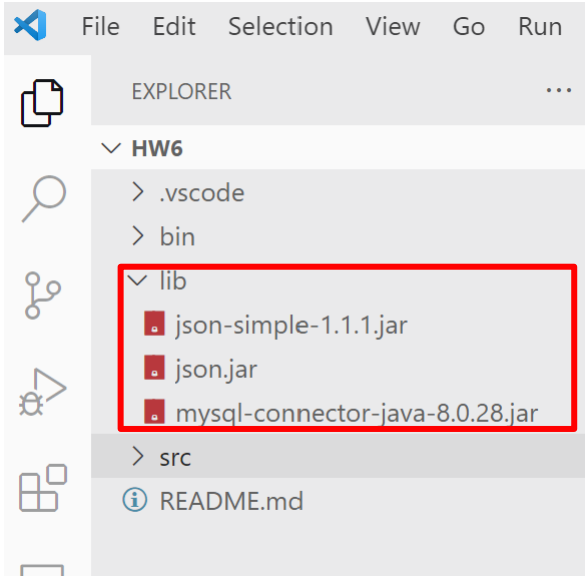 File Edit Selection View Go Run
EXPLORER ...
HW6
.vscode
bin
lib
json-simple-1.1.1.jar
json.jar
mysql-connector-java-8.0.28.jar
src
README.md